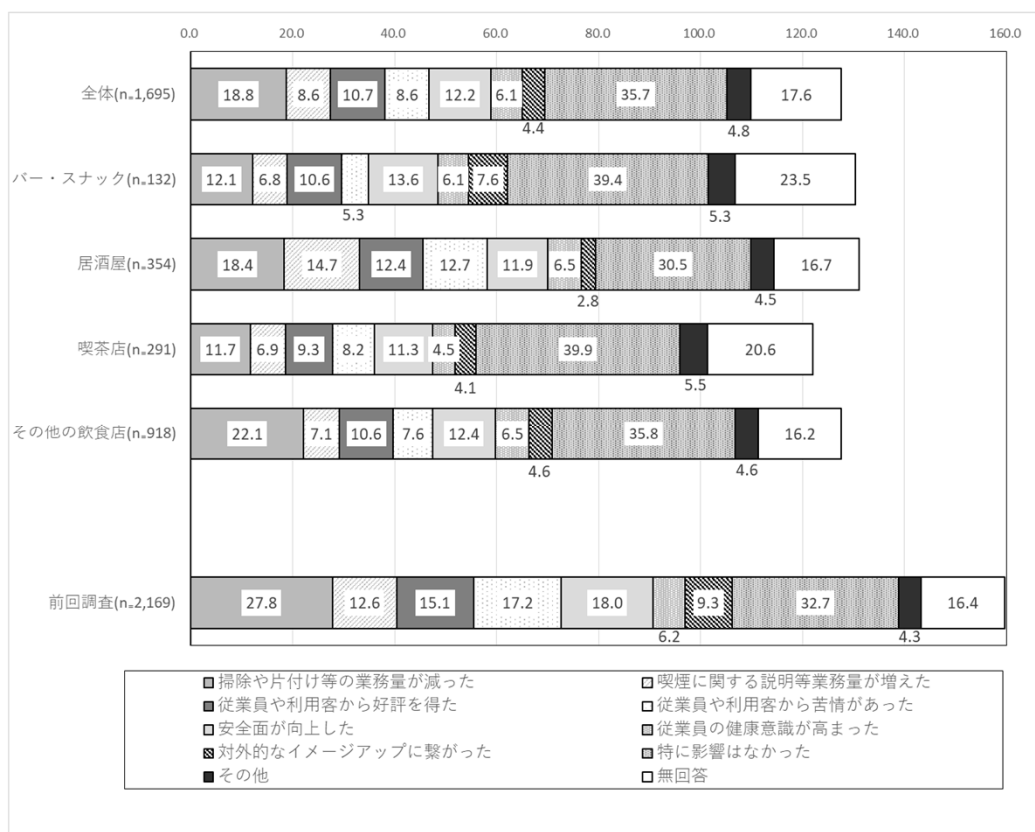 0.0 20.0 40.0 60.0 80.0 100.0 120.0 140.0 160.0
全体(n=1,695) 18.8 8.6 10.7 8.6 12.2 6.1 35.7 17.6
4.4 4.8
バー・スナック(n=132) 12.1 6.8 10.6 13.6 6.1 7.6 39.4 23.5
5.3 5.3
居酒屋(n=354) 18.4 14.7 12.4 12.7 11.9 6.5 30.5 16.7
2.8 4.5
喫茶店(n=291) 11.7 6.9 9.3 8.2 11.3 4.5 39.9 20.6
4.1 5.5
その他の飲食店(n=918) 22.1 7.1 10.6 7.6 12.4 6.5 35.8 16.2
4.6 4.6
前回調査(n=2,169) 27.8 12.6 15.1 17.2 18.0 9.3 32.7 16.4
6.2 4.3
掃除や片付け等の業務量が減った 喫煙に関する説明等業務量が増えた
従業員や利用客から好評を得た 従業員や利用客から苦情があった
安全面が向上した 従業員の健康意識が高まった
対外的なイメージアップに繋がった 特に影響はなかった
その他 無回答